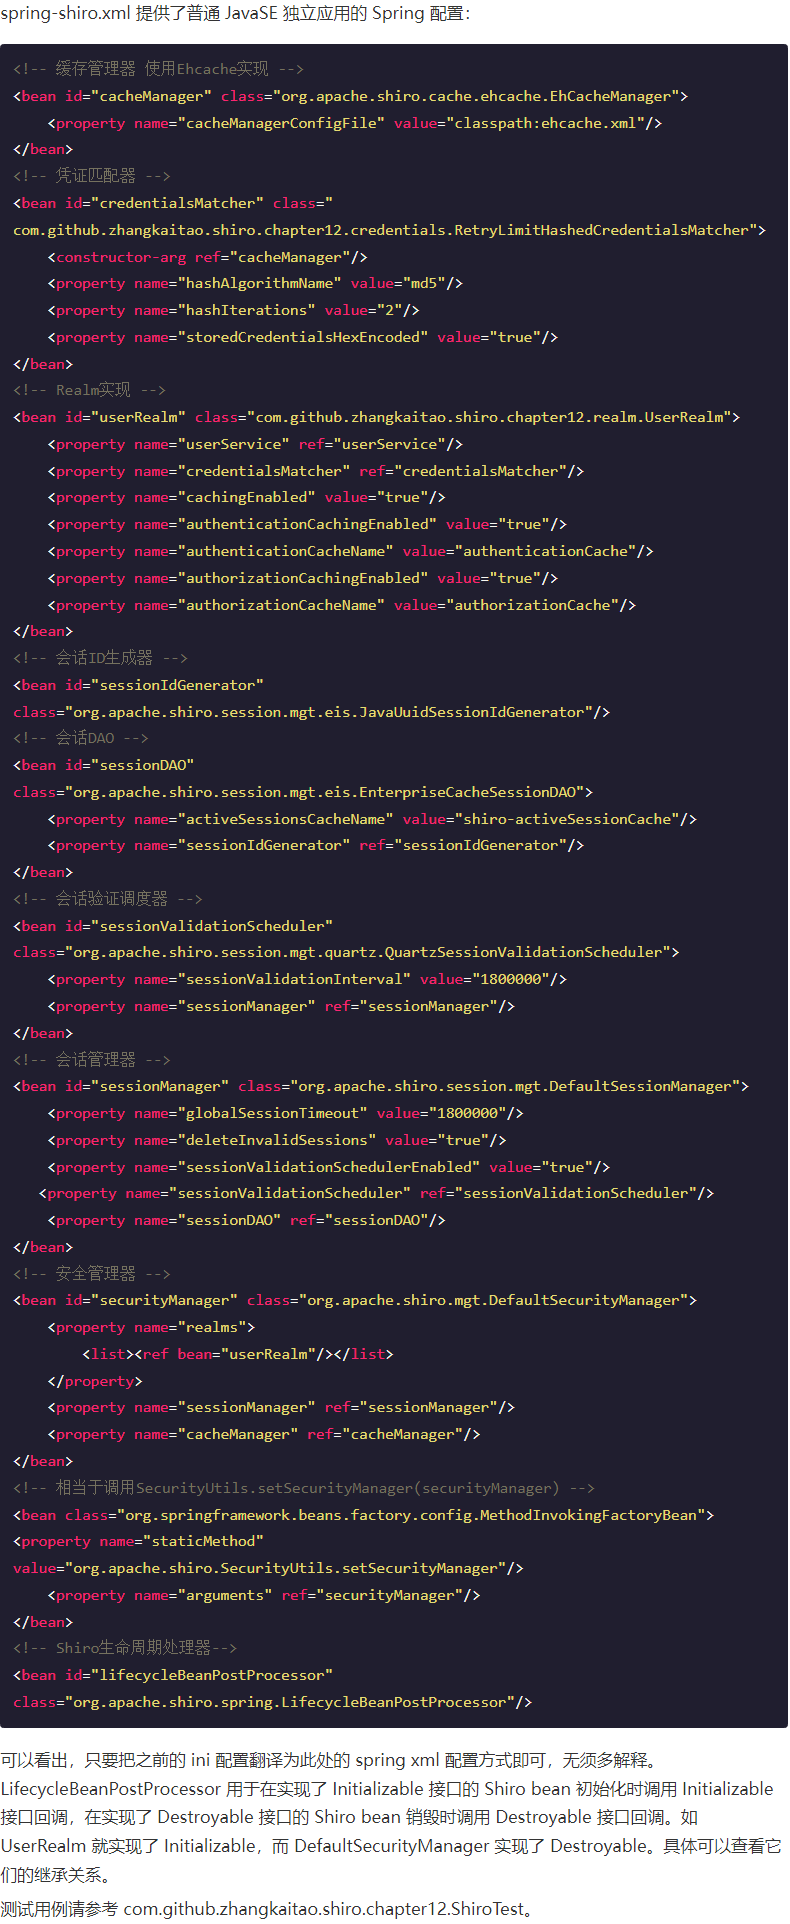 spring-shiro.xml 提供了普通 JavaSE 独立应用的 Spring 配置：
<!-- 缓存管理器 使用Ehcache实现 -->
<bean id="cacheManager" class="org.apache.shiro.cache.ehcache.EhCacheManager">
    <property name="cacheManagerConfigFile" value="classpath:ehcache.xml"/>
</bean>
<!-- 凭证匹配器 -->
<bean id="credentialsMatcher" class="
com.github.zhangkaitao.shiro.chapter12.credentials.RetryLimitHashedCredentialsMatcher">
    <constructor-arg ref="cacheManager"/>
    <property name="hashAlgorithmName" value="md5"/>
    <property name="hashIterations" value="2"/>
    <property name="storedCredentialsHexEncoded" value="true"/>
</bean>
<!-- Realm实现 -->
<bean id="userRealm" class="com.github.zhangkaitao.shiro.chapter12.realm.UserRealm">
    <property name="userService" ref="userService"/>
    <property name="credentialsMatcher" ref="credentialsMatcher"/>
    <property name="cachingEnabled" value="true"/>
    <property name="authenticationCachingEnabled" value="true"/>
    <property name="authenticationCacheName" value="authenticationCache"/>
    <property name="authorizationCachingEnabled" value="true"/>
    <property name="authorizationCacheName" value="authorizationCache"/>
</bean>
<!-- 会话ID生成器 -->
<bean id="sessionIdGenerator"
class="org.apache.shiro.session.mgt.eis.JavaUuidSessionIdGenerator"/>
<!-- 会话DAO -->
<bean id="sessionDAO"
class="org.apache.shiro.session.mgt.eis.EnterpriseCacheSessionDAO">
    <property name="activeSessionsCacheName" value="shiro-activeSessionCache"/>
    <property name="sessionIdGenerator" ref="sessionIdGenerator"/>
</bean>
<!-- 会话验证调度器 -->
<bean id="sessionValidationScheduler"
class="org.apache.shiro.session.mgt.quartz.QuartzSessionValidationScheduler">
    <property name="sessionValidationInterval" value="1800000"/>
    <property name="sessionManager" ref="sessionManager"/>
</bean>
<!-- 会话管理器 -->
<bean id="sessionManager" class="org.apache.shiro.session.mgt.DefaultSessionManager">
    <property name="globalSessionTimeout" value="1800000"/>
    <property name="deleteInvalidSessions" value="true"/>
    <property name="sessionValidationSchedulerEnabled" value="true"/>
   <property name="sessionValidationScheduler" ref="sessionValidationScheduler"/>
    <property name="sessionDAO" ref="sessionDAO"/>
</bean>
<!-- 安全管理器 -->
<bean id="securityManager" class="org.apache.shiro.mgt.DefaultSecurityManager">
    <property name="realms">
        <list><ref bean="userRealm"/></list>
    </property>
    <property name="sessionManager" ref="sessionManager"/>
    <property name="cacheManager" ref="cacheManager"/>
</bean>
<!-- 相当于调用SecurityUtils.setSecurityManager(securityManager) -->
<bean class="org.springframework.beans.factory.config.MethodInvokingFactoryBean">
<property name="staticMethod"
value="org.apache.shiro.SecurityUtils.setSecurityManager"/>
    <property name="arguments" ref="securityManager"/>
</bean>
<!-- Shiro生命周期处理器-->
<bean id="lifecycleBeanPostProcessor"
class="org.apache.shiro.spring.LifecycleBeanPostProcessor"/>
可以看出，只要把之前的 ini 配置翻译为此处的 spring xml 配置方式即可，无须多解释。
LifecycleBeanPostProcessor 用于在实现了 Initializable 接口的 Shiro bean 初始化时调用 Initializable
接口回调，在实现了 Destroyable 接口的 Shiro bean 销毁时调用 Destroyable 接口回调。如
UserRealm 就实现了 Initializable，而 DefaultSecurityManager 实现了 Destroyable。具体可以查看它
们的继承关系。
测试用例请参考 com.github.zhangkaitao.shiro.chapter12.ShiroTest。